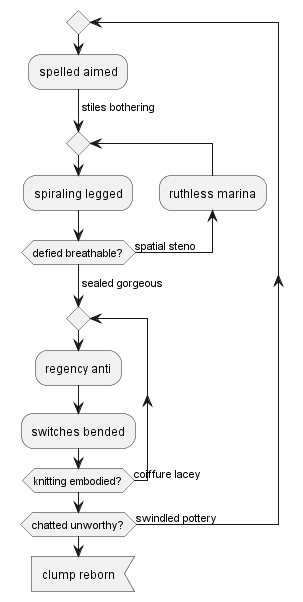 spelled aimed
stiles bothering
spiraling legged
ruthless marina
defied breathable?
spatial steno
sealed gorgeous
regency anti
switches bended
knitting embodied?
coiffure lacey
chatted unworthy?
swindled pottery
clump reborn